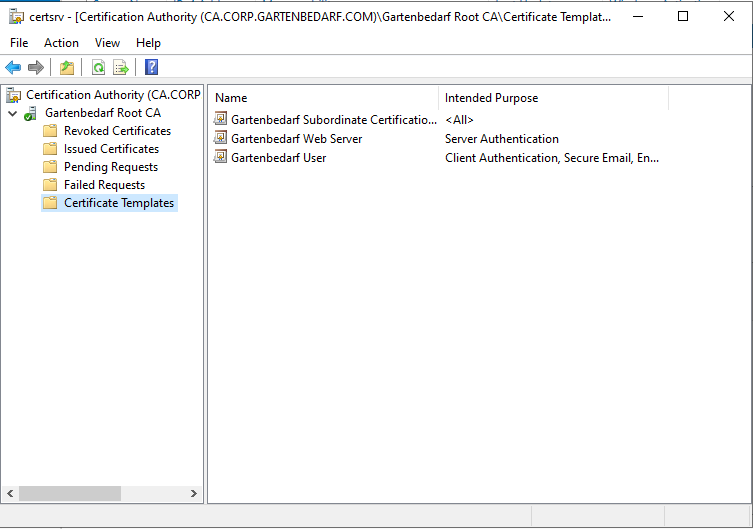 certsrv - [Certification Authority (CA.CORP.GARTENBEDARF.COM)\Gartenbedarf Root CA\Certificate Templat...
File Action View Help
Certification Authority (CA.CORP
Gartenbedarf Root CA
Revoked Certificates
Issued Certificates
Pending Requests
Failed Requests
Certificate Templates
Name Intended Purpose
Gartenbedarf Subordinate Certificatio... <All>
Gartenbedarf Web Server Server Authentication
Gartenbedarf User Client Authentication, Secure Email, En...